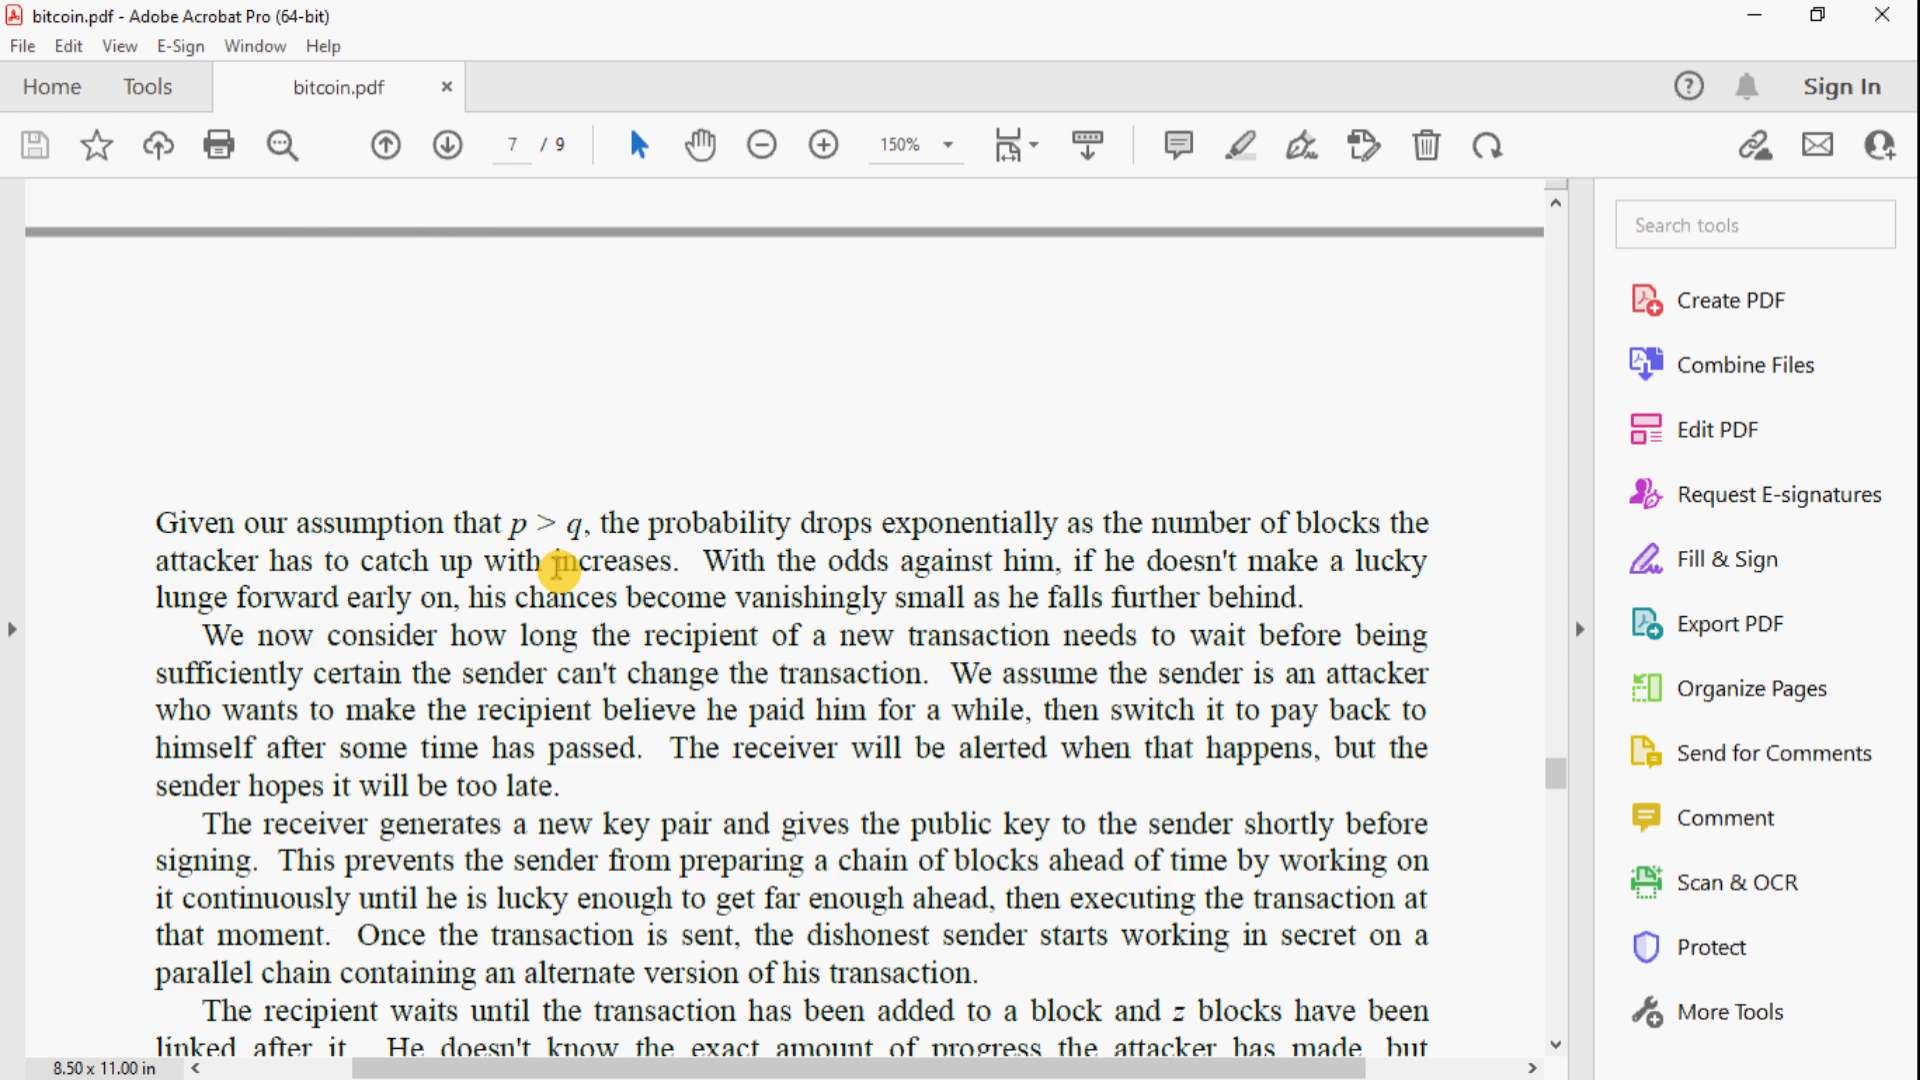 bitcoin.pdf - Adobe Acrobat Pro (64-bit)
File Edit View E-Sign Window Help
Home Tools bitcoin.pdf Sign In
7 / 9 150%
Search tools
Create PDF
Combine Files
Edit PDF
Request E-signatures
Fill & Sign
Export PDF
Organize Pages
Send for Comments
Comment
Scan & OCR
Protect
More Tools
Given our assumption that p > q, the probability drops exponentially as the number of blocks the
attacker has to catch up with increases. With the odds against him, if he doesn't make a lucky
lunge forward early on, his chances become vanishingly small as he falls further behind.
We now consider how long the recipient of a new transaction needs to wait before being
sufficiently certain the sender can't change the transaction. We assume the sender is an attacker
who wants to make the recipient believe he paid him for a while, then switch it to pay back to
himself after some time has passed. The receiver will be alerted when that happens, but the
sender hopes it will be too late.
The receiver generates a new key pair and gives the public key to the sender shortly before
signing. This prevents the sender from preparing a chain of blocks ahead of time by working on
it continuously until he is lucky enough to get far enough ahead, then executing the transaction at
that moment. Once the transaction is sent, the dishonest sender starts working in secret on a
parallel chain containing an alternate version of his transaction.
The recipient waits until the transaction has been added to a block and z blocks have been
linked after it. He doesn't know the exact amount of progress the attacker has made, but
8.50 x 11.00 in